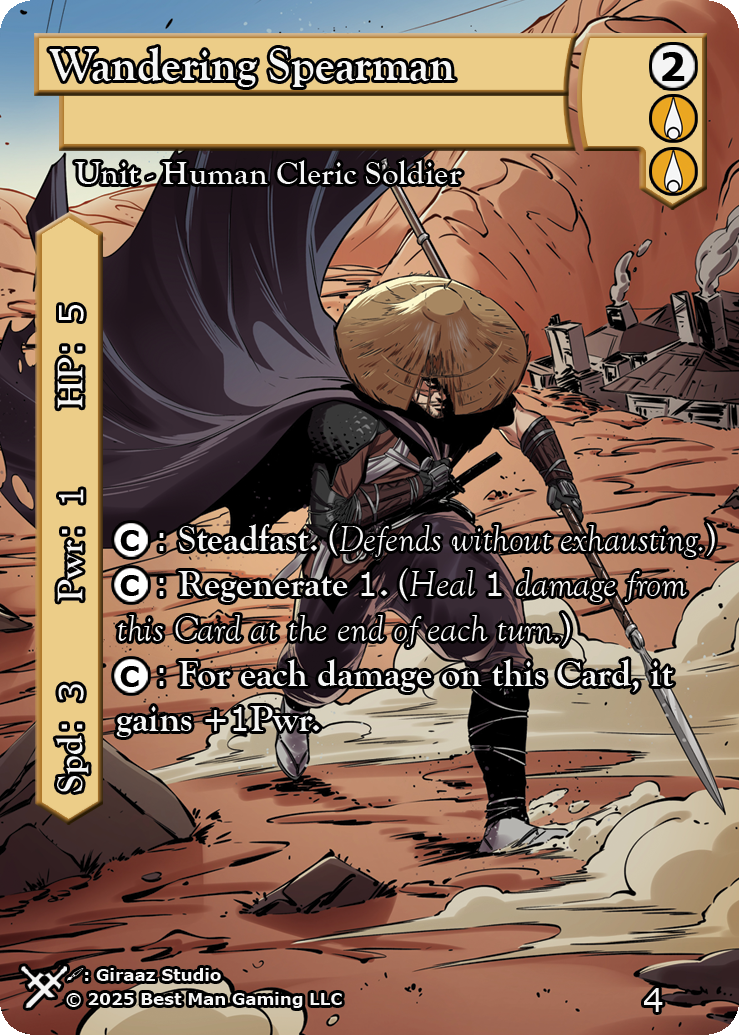 Wandering Spearman
2
Unit - Human Cleric Soldier
HP: 5
Pwr: 1
Spd: 3
C : Steadfast. (Defends without exhausting.)
C : Regenerate 1. (Heal 1 damage from
this Card at the end of each turn.)
C : For each damage on this Card, it
gains +1Pwr.
: Giraaz Studio
© 2025 Best Man Gaming LLC
4